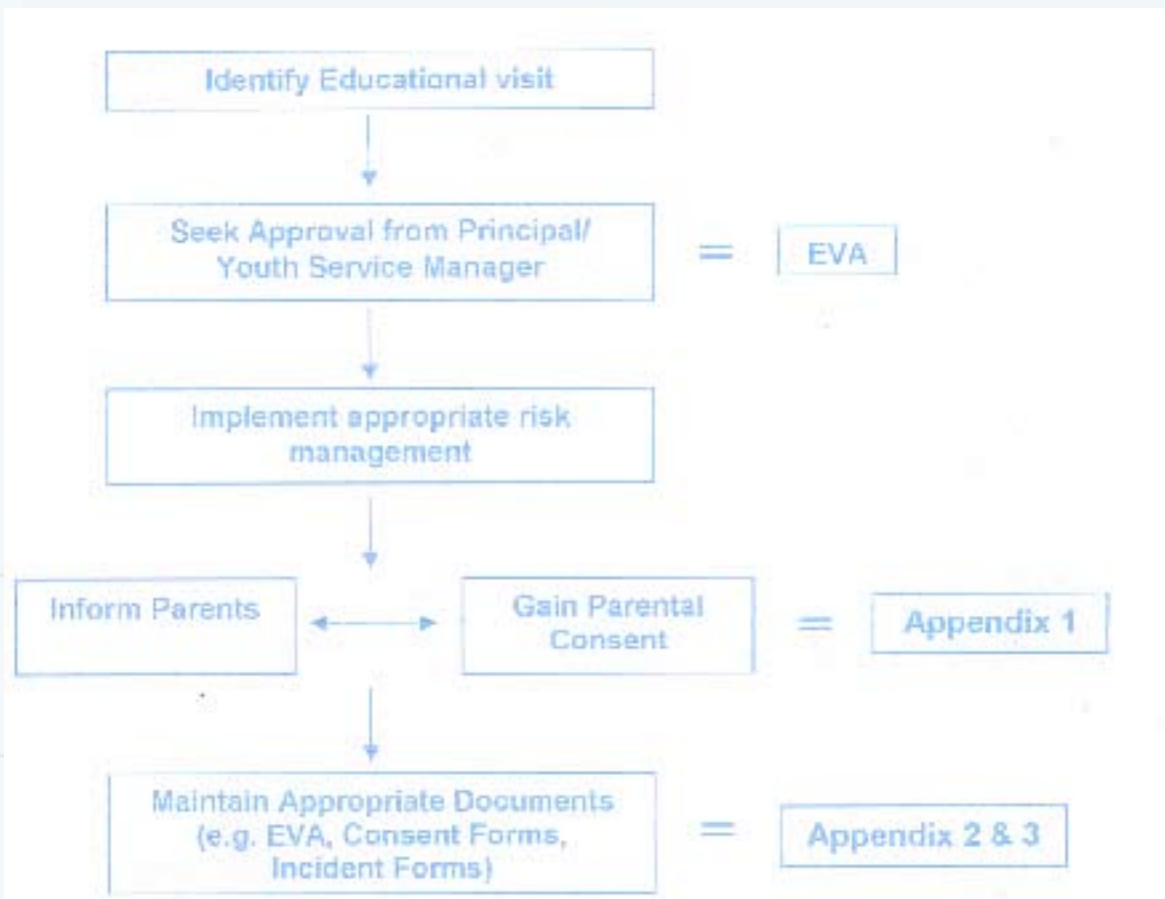 Identify Educational visit
Seek Approval from Principal/
Youth Service Manager
=
EVA
Implement appropriate risk
management
Inform Parents
Gain Parental
Consent
=
Appendix 1
Maintain Appropriate Documents
(e.g. EVA, Consent Forms,
Incident Forms)
=
Appendix 2 & 3